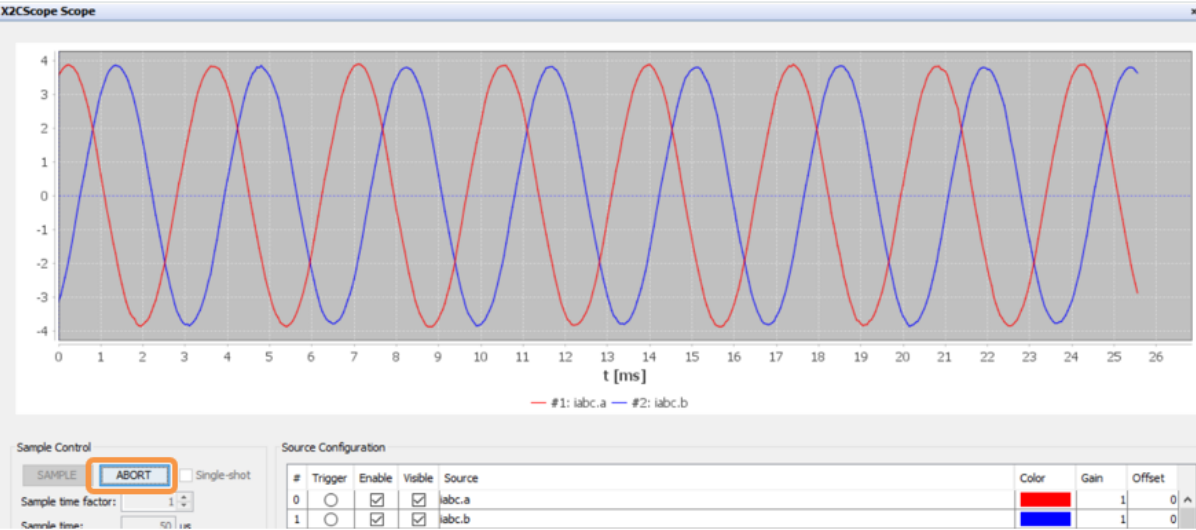 X2CScope Scope
4
3
2
1
0
-1
-2
-3
-4
0 1 2 3 4 5 6 7 8 9 10 11 12 13 14 15 16 17 18 19 20 21 22 23 24 25 26
t [ms]
#1: iabc.a #2: iabc.b
Sample Control Source Configuration
SAMPLE ABORT Single-shot # Trigger Enable Visible Source Color Gain Offset
Sample time factor: 1 0 iabc.a 1 0
Sample time: 50 us 1 iabc.b 1 0